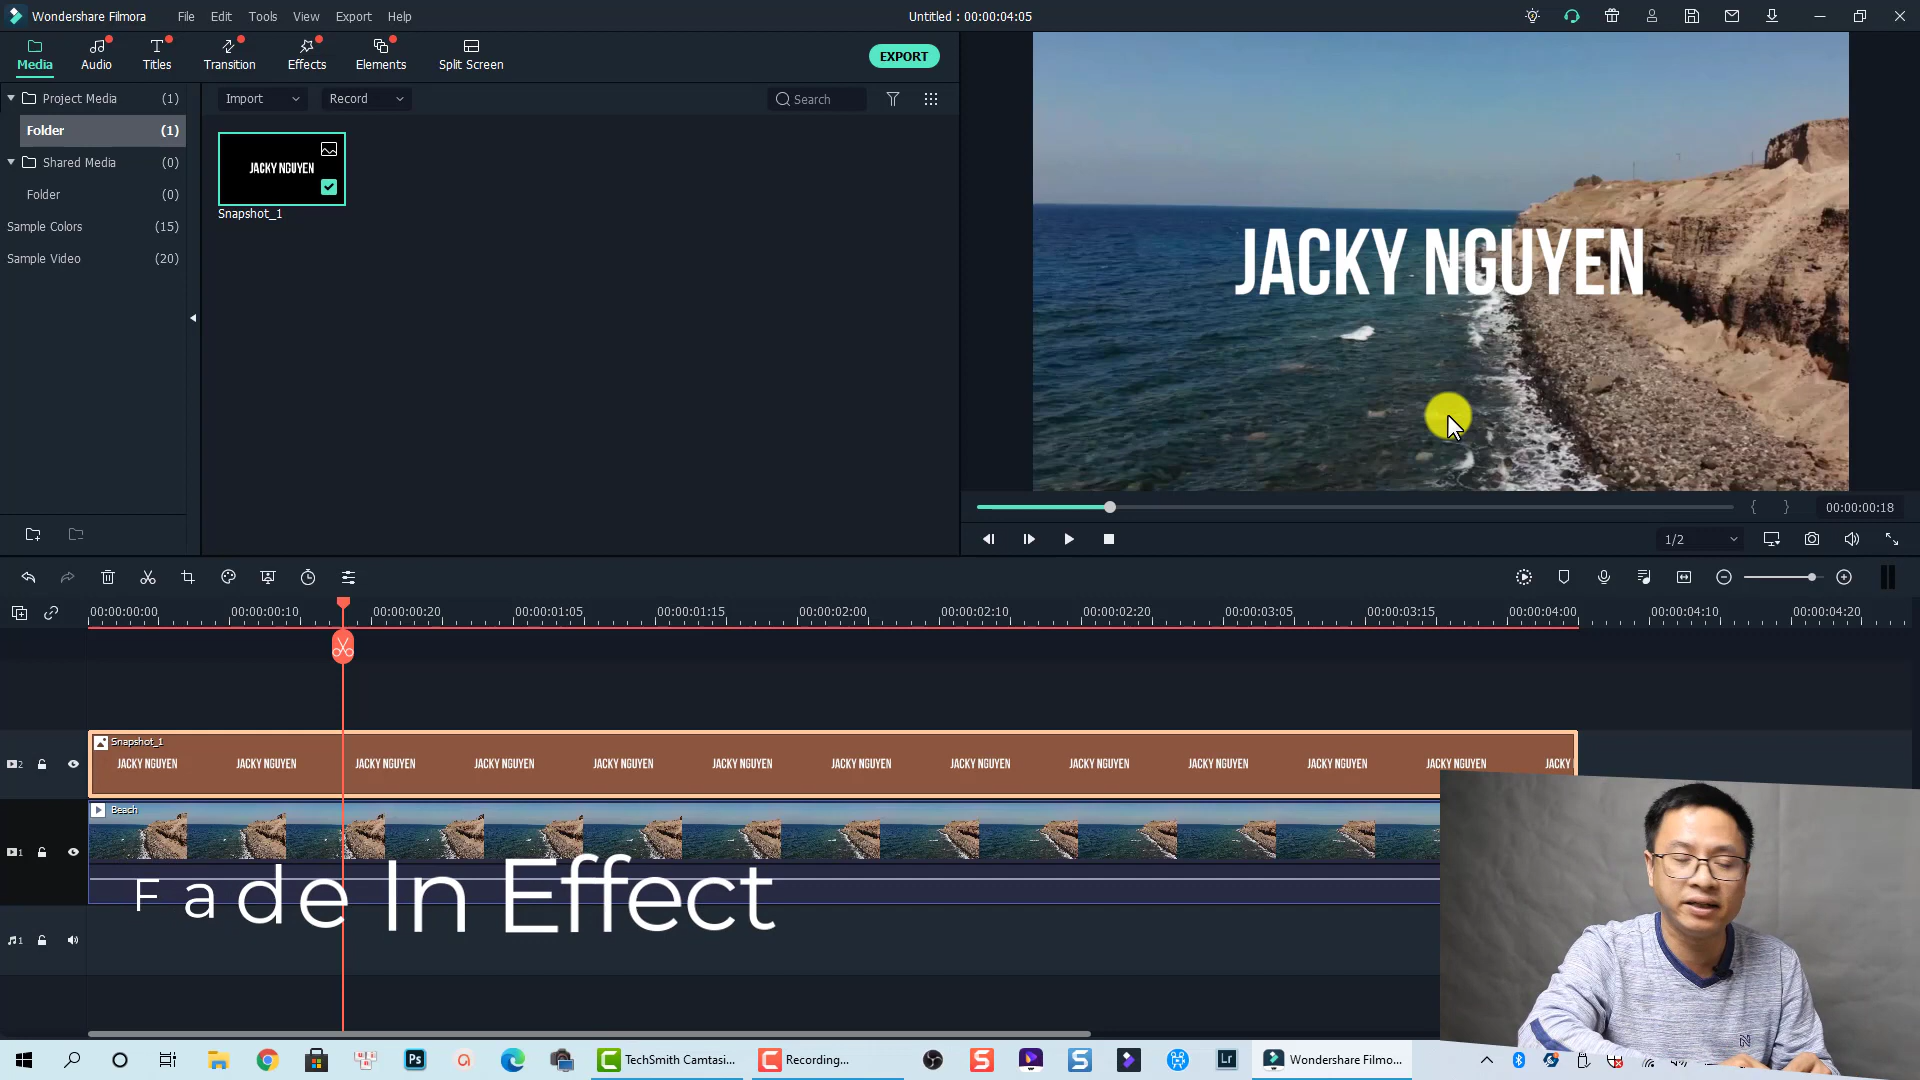 Wondershare Filmora
File
Edit
Tools
View
Export
Help
Untitled : 00:00:04:05
Media
Audio
Titles
Transition
Effects
Elements
Split Screen
EXPORT
Project Media (1)
Folder (1)
Shared Media (0)
Folder (0)
Sample Colors (15)
Sample Video (20)
Import
Record
Search
JACKY NGUYEN
Snapshot_1
JACKY NGUYEN
{ }
00:00:00:18
1/2
00:00:00:00
00:00:00:10
00:00:00:20
00:00:01:05
00:00:01:15
00:00:02:00
00:00:02:10
00:00:02:20
00:00:03:05
00:00:03:15
00:00:04:00
00:00:04:10
00:00:04:20
2
Snapshot_1
JACKY NGUYEN
JACKY NGUYEN
JACKY NGUYEN
JACKY NGUYEN
JACKY NGUYEN
JACKY NGUYEN
JACKY NGUYEN
JACKY NGUYEN
JACKY NGUYEN
JACKY NGUYEN
JACKY NGUYEN
JACKY NGUYEN
JACKY
1
Beach
Fade In Effect
1
Ps
TechSmith Camtasi...
Recording...
Lr
Wondershare Filmo...